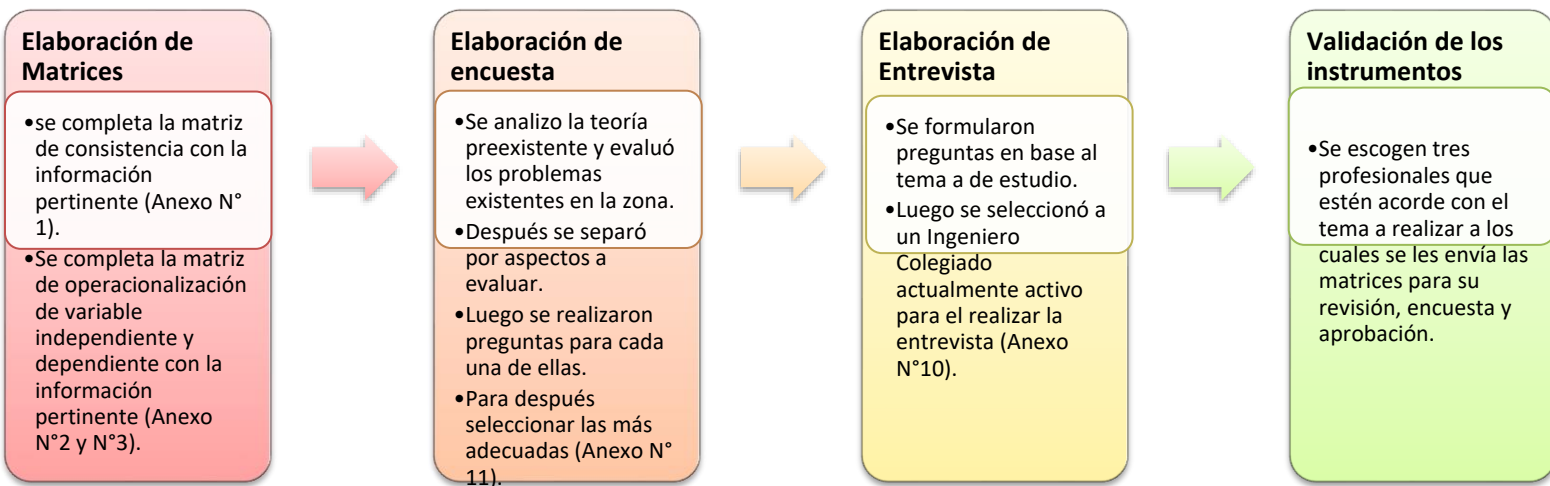 Elaboración de
Matrices
•se completa la matriz
de consistencia con la
información
pertinente (Anexo N°
1).
•Se completa la matriz
de operacionalización
de variable
independiente y
dependiente con la
información
pertinente (Anexo
N°2 y N°3).
Elaboración de
encuesta
•Se analizo la teoría
preexistente y evaluó
los problemas
existentes en la zona.
•Después se separó
por aspectos a
evaluar.
•Luego se realizaron
preguntas para cada
una de ellas.
•Para después
seleccionar las más
adecuadas (Anexo N°
11).
Elaboración de
Entrevista
•Se formularon
preguntas en base al
tema a de estudio.
•Luego se seleccionó a
un Ingeniero
Colegiado
actualmente activo
para el realizar la
entrevista (Anexo
N°10).
Validación de los
instrumentos
•Se escogen tres
profesionales que
estén acorde con el
tema a realizar a los
cuales se les envía las
matrices para su
revisión, encuesta y
aprobación.